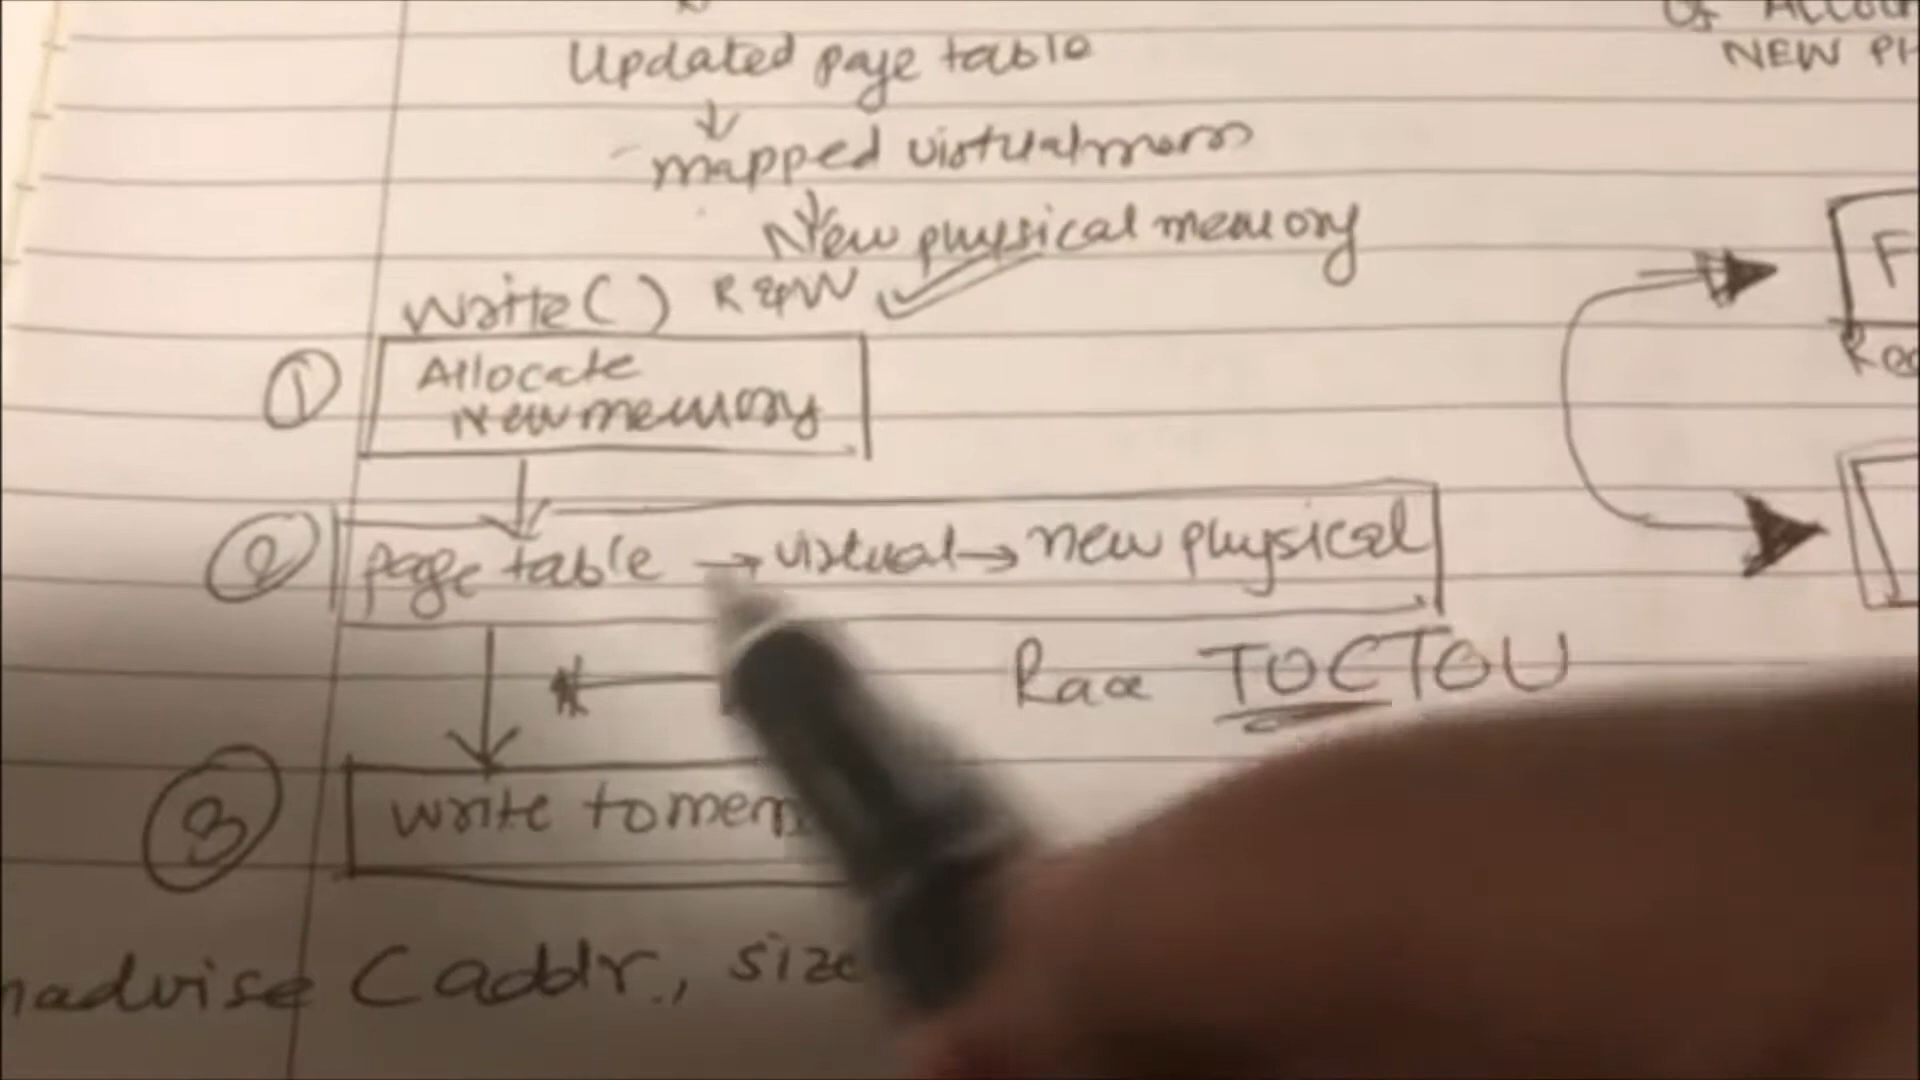 Updated page table
mapped virtual mem
New physical memory
NEW PH
Write() R & W
① Allocate
New memory
② page table → virtual → new physical
Race TOCTOU
③ write to mem
madvise (addr, size